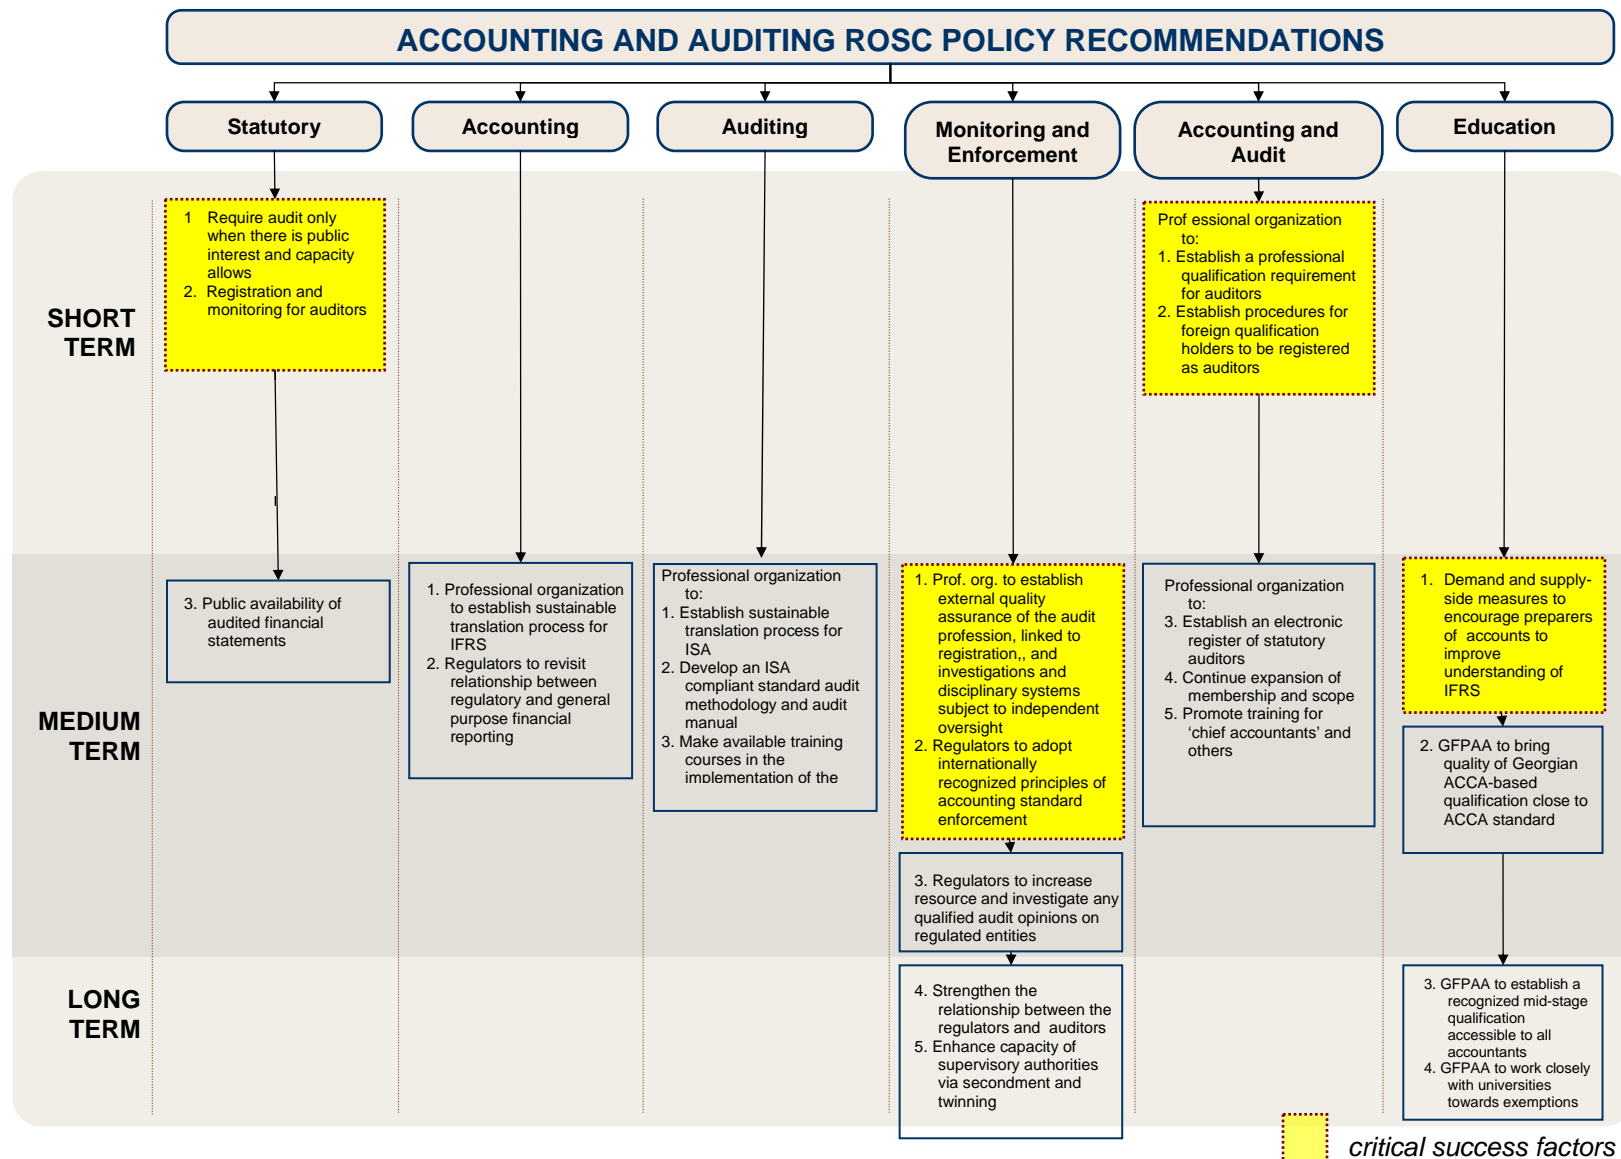 ACCOUNTING AND AUDITING ROSC POLICY RECOMMENDATIONS
Statutory
Accounting
Auditing
Monitoring and
Enforcement
Accounting and
Audit
Education
SHORT
TERM
1 Require audit only
when there is public
interest and capacity
allows
2. Registration and
monitoring for auditors
Prof essional organization
to:
1. Establish a professional
qualification requirement
for auditors
2. Establish procedures for
foreign qualification
holders to be registered
as auditors
MEDIUM
TERM
3. Public availability of
audited financial
statements
1. Professional organization
to establish sustainable
translation process for
IFRS
2. Regulators to revisit
relationship between
regulatory and general
purpose financial
reporting
Professional organization
to:
1. Establish sustainable
translation process for
ISA
2. Develop an ISA
compliant standard audit
methodology and audit
manual
3. Make available training
courses in the
implementation of the
1. Prof. org. to establish
external quality
assurance of the audit
profession, linked to
registration,, and
investigations and
disciplinary systems
subject to independent
oversight
2. Regulators to adopt
internationally
recognized principles of
accounting standard
enforcement
3. Regulators to increase
resource and investigate any
qualified audit opinions on
regulated entities
Professional organization
to:
3. Establish an electronic
register of statutory
auditors
4. Continue expansion of
membership and scope
5. Promote training for
‘chief accountants’ and
others
1. Demand and supply-
side measures to
encourage preparers
of accounts to
improve
understanding of
IFRS
2. GFPAA to bring
quality of Georgian
ACCA-based
qualification close to
ACCA standard
LONG
TERM
4. Strengthen the
relationship between the
regulators and auditors
5. Enhance capacity of
supervisory authorities
via secondment and
twinning
3. GFPAA to establish a
recognized mid-stage
qualification
accessible to all
accountants
4. GFPAA to work closely
with universities
towards exemptions
critical success factors